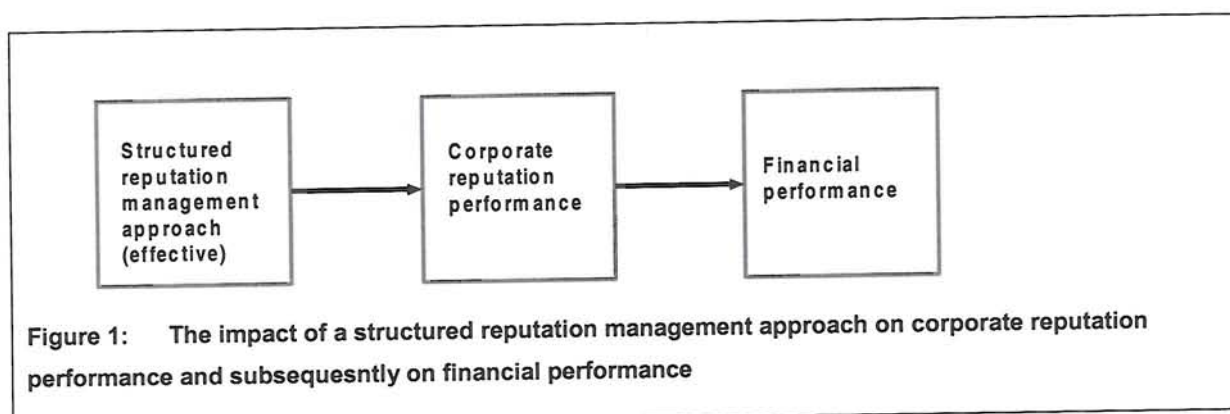 Structured
reputation
management
approach
(effective)
Corporate
reputation
performance
Financial
performance
Figure 1: The impact of a structured reputation management approach on corporate reputation
performance and subsequesntly on financial performance